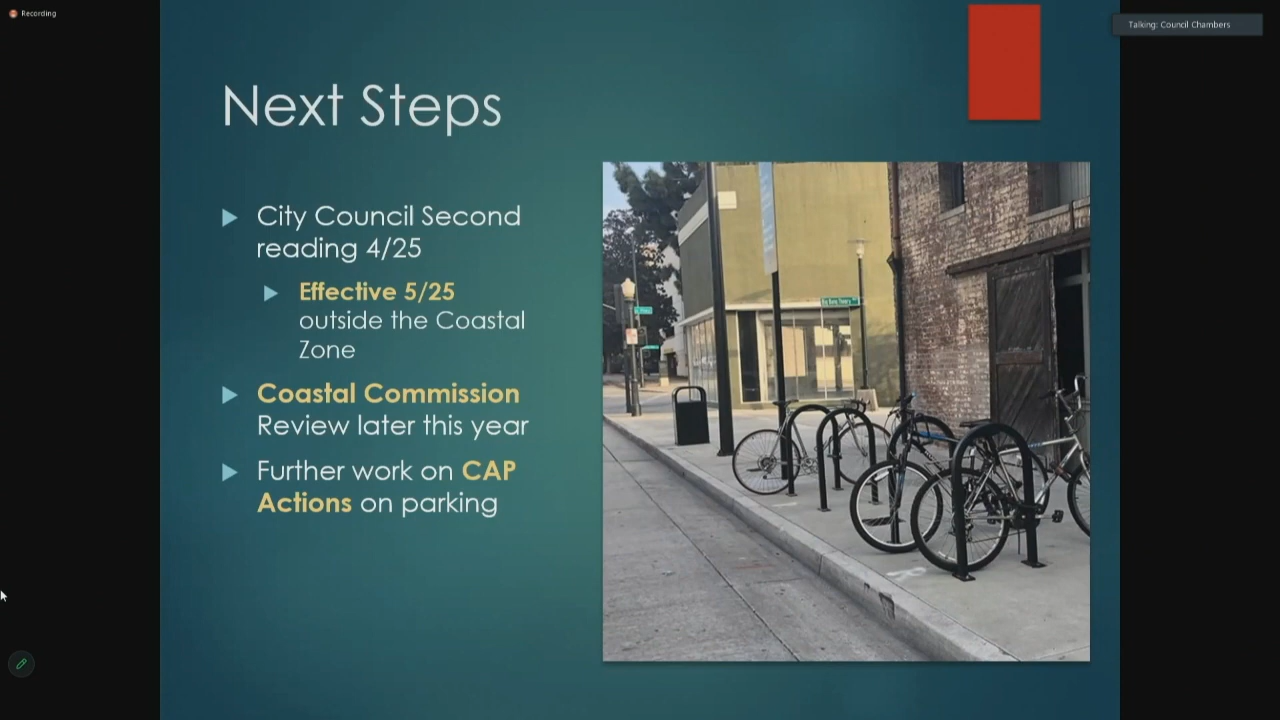 Recording
Talking: Council Chambers
Next Steps
City Council Second
reading 4/25
Effective 5/25
outside the Coastal
Zone
Coastal Commission
Review later this year
Further work on CAP
Actions on parking